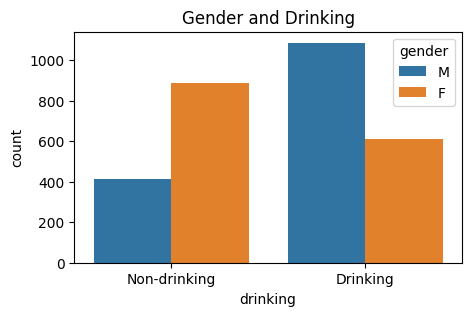 Gender and Drinking
gender
M
F
count
1000
800
600
400
200
0
Non-drinking
Drinking
drinking